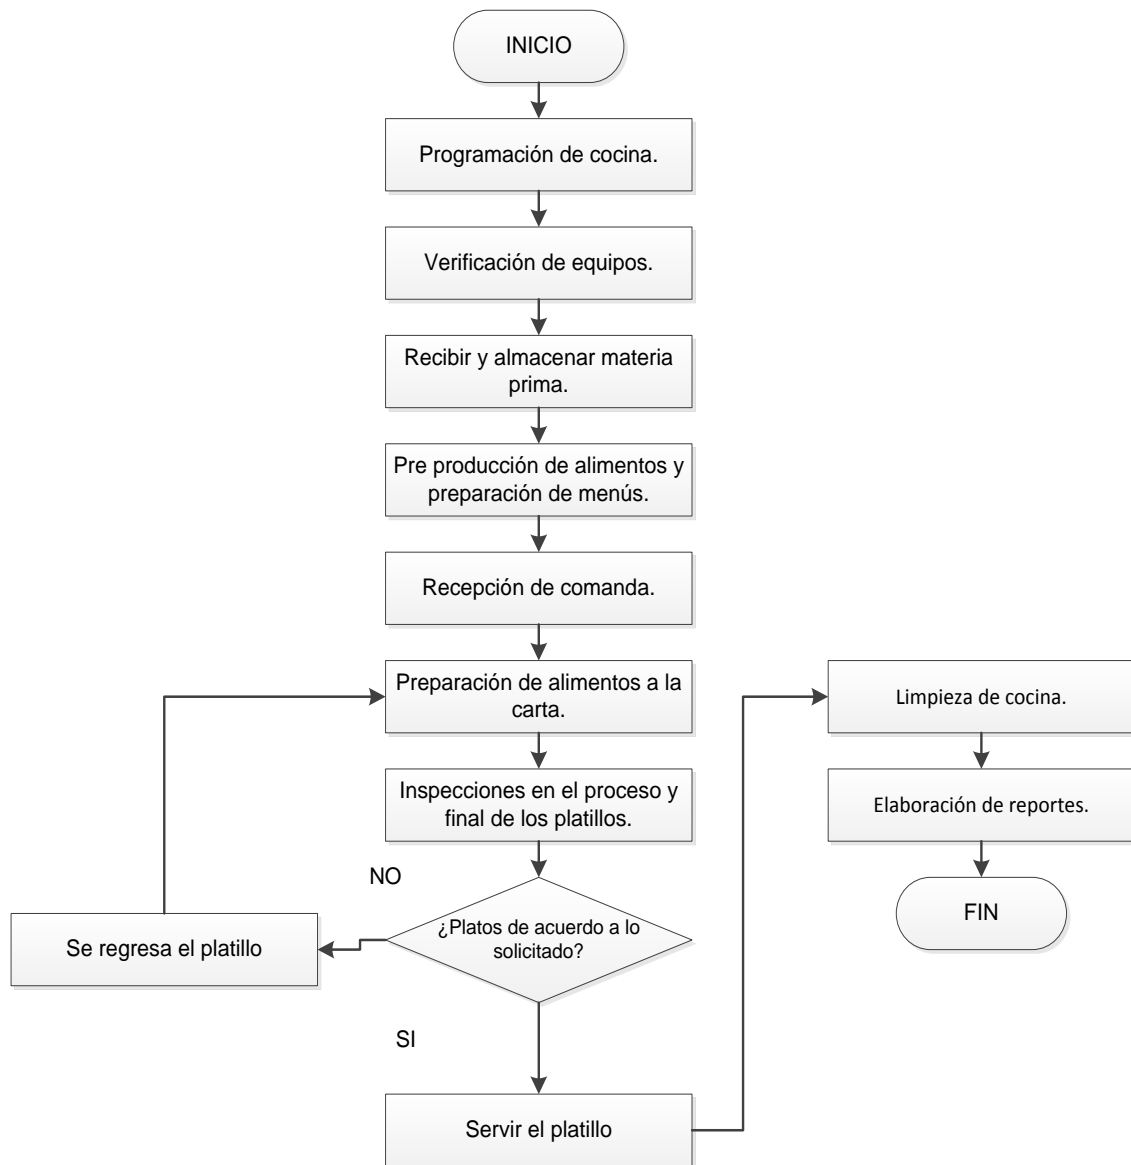 INICIO
Programación de cocina.
Verificación de equipos.
Recibir y almacenar materia
prima.
Pre producción de alimentos y
preparación de menús.
Recepción de comanda.
Preparación de alimentos a la
carta.
Inspecciones en el proceso y
final de los platillos.
NO
¿Platos de acuerdo a lo
solicitado?
Se regresa el platillo
SI
Servir el platillo
Limpieza de cocina.
Elaboración de reportes.
FIN